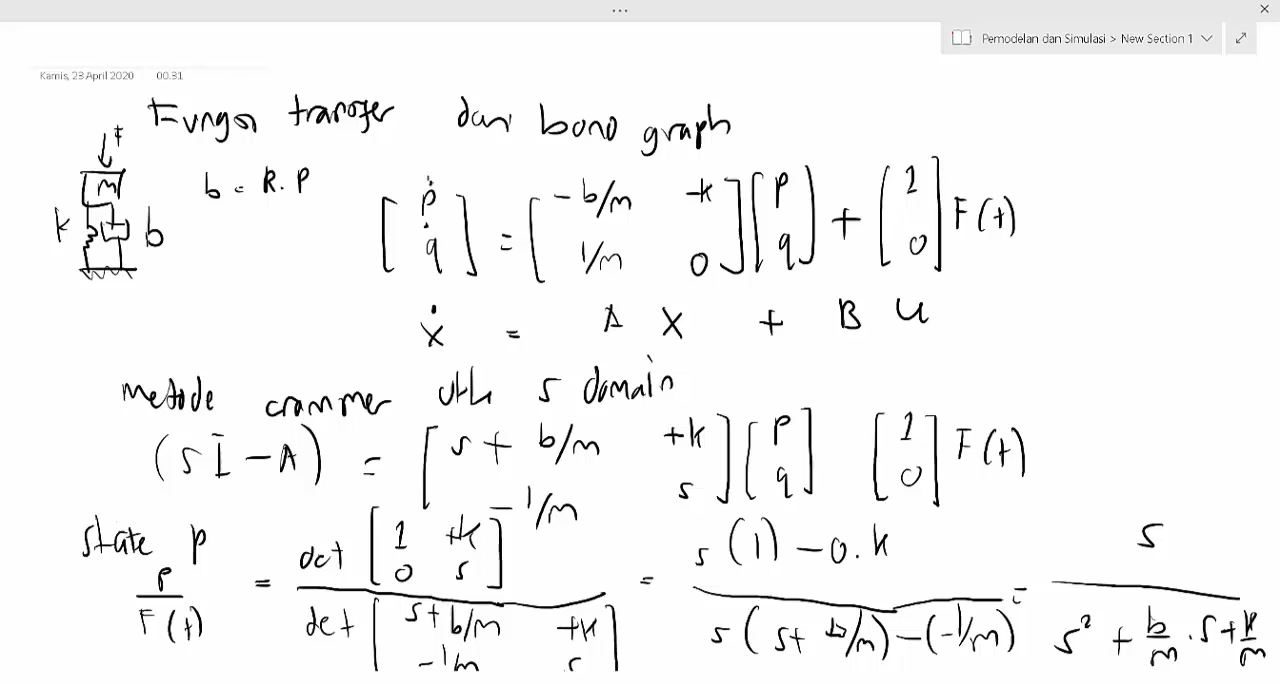 Pemodelan dan Simulasi > New Section 1
Kamis, 23 April 2020 00.31
Fungsi transfer dari bond graph
F
m
k b
b = R. P
[ṗ q̇] = [-b/m -k 1/m 0][p q] + [1 0] F(t)
ẋ = A x + B u
metode crammer utk s domain
(sI - A) = [s + b/m +k -1/m s][p q] [1 0] F(t)
state p
p/F(t) = det [1 +k 0 s] / det [s+b/m +k -1/m s] = s(1) - 0.k / s(s+ b/m) - (-1/m) = s / s² + b/m . s + k/m